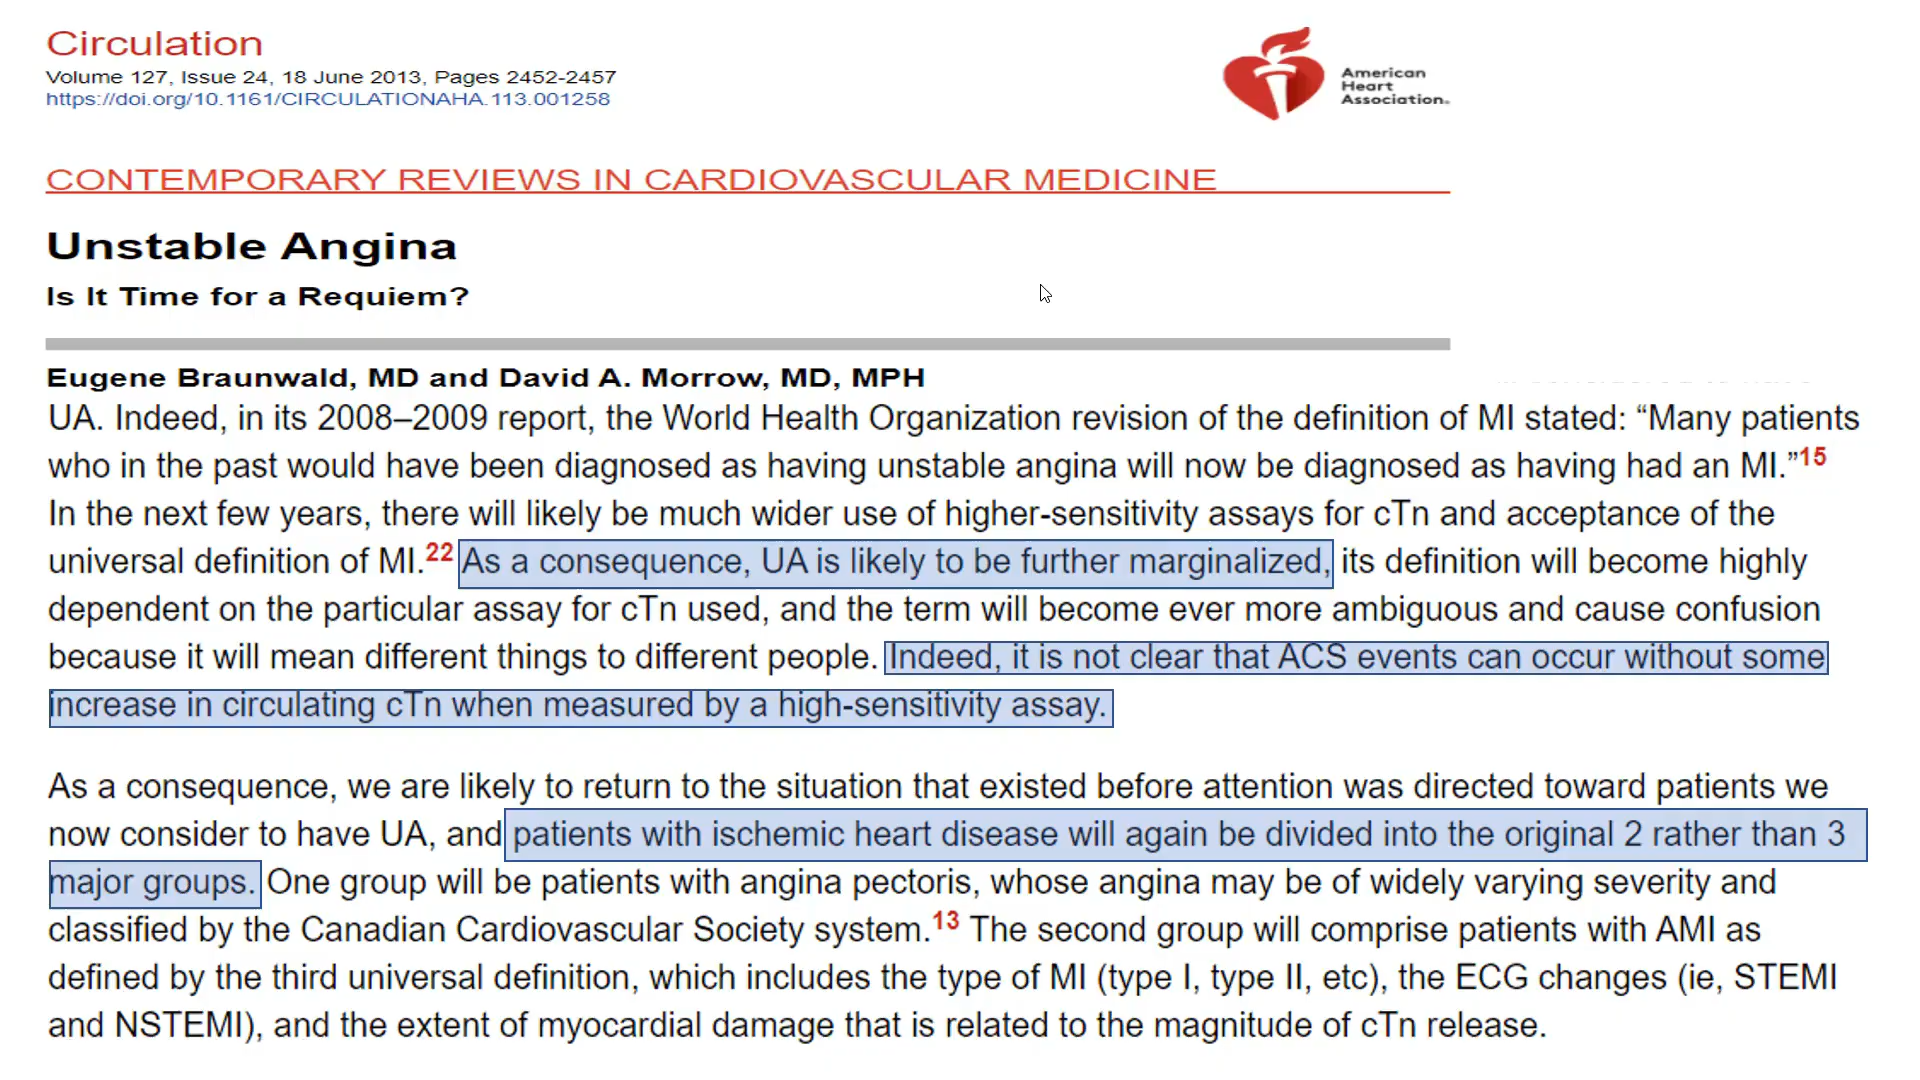 Circulation
Volume 127, Issue 24, 18 June 2013, Pages 2452-2457
https://doi.org/10.1161/CIRCULATIONAHA.113.001258
American
Heart
Association.
CONTEMPORARY REVIEWS IN CARDIOVASCULAR MEDICINE
Unstable Angina
Is It Time for a Requiem?
Eugene Braunwald, MD and David A. Morrow, MD, MPH
UA. Indeed, in its 2008–2009 report, the World Health Organization revision of the definition of MI stated: “Many patients
who in the past would have been diagnosed as having unstable angina will now be diagnosed as having had an MI.”15
In the next few years, there will likely be much wider use of higher-sensitivity assays for cTn and acceptance of the
universal definition of MI.22 As a consequence, UA is likely to be further marginalized, its definition will become highly
dependent on the particular assay for cTn used, and the term will become ever more ambiguous and cause confusion
because it will mean different things to different people. Indeed, it is not clear that ACS events can occur without some
increase in circulating cTn when measured by a high-sensitivity assay.
As a consequence, we are likely to return to the situation that existed before attention was directed toward patients we
now consider to have UA, and patients with ischemic heart disease will again be divided into the original 2 rather than 3
major groups. One group will be patients with angina pectoris, whose angina may be of widely varying severity and
classified by the Canadian Cardiovascular Society system.13 The second group will comprise patients with AMI as
defined by the third universal definition, which includes the type of MI (type I, type II, etc), the ECG changes (ie, STEMI
and NSTEMI), and the extent of myocardial damage that is related to the magnitude of cTn release.